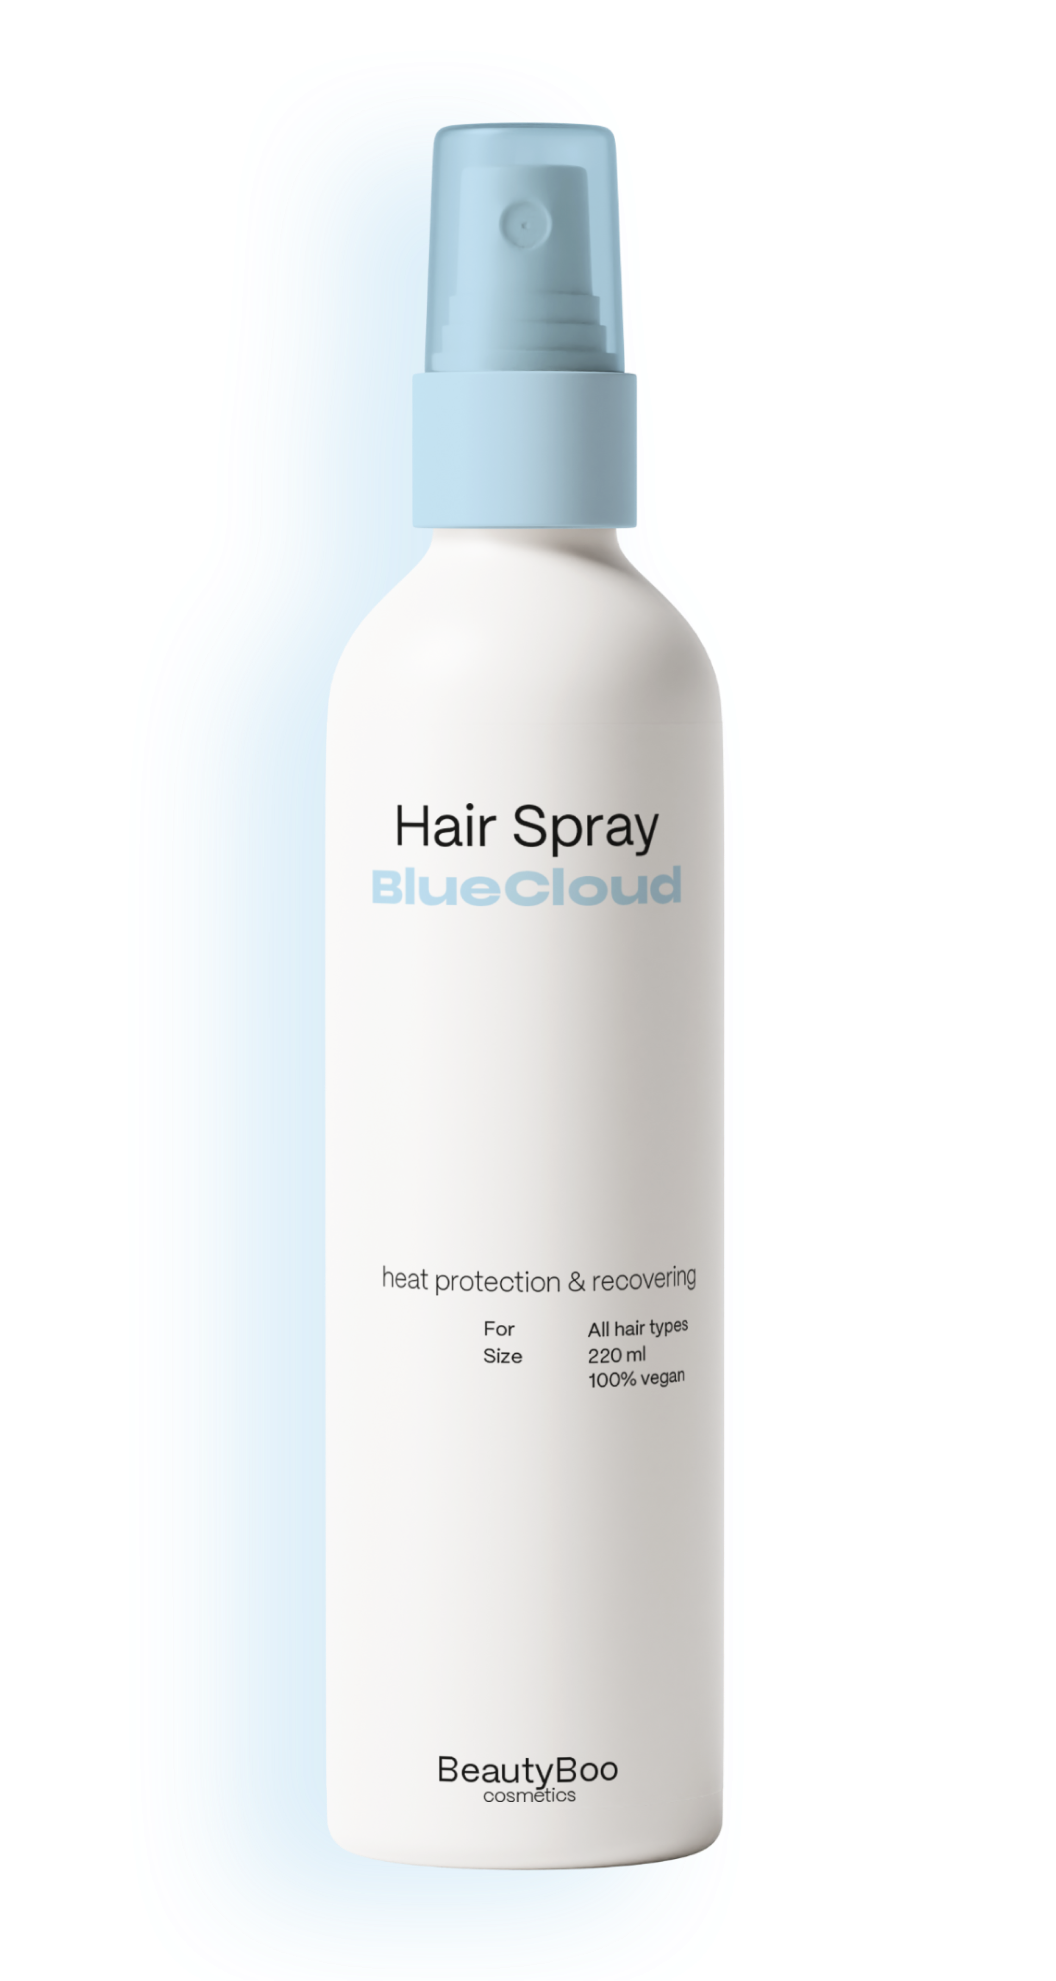 Hair Spray
BlueCloud
heat protection & recovering
For All hair types
Size 220 ml
100% vegan
BeautyBoo
cosmetics